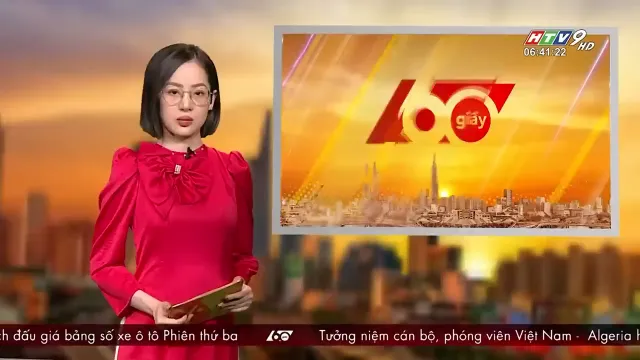 HTV9 HD
06:41:22
60 giây
ch đấu giá bảng số xe ô tô Phiên thứ ba 60 Tưởng niệm cán bộ, phóng viên Việt Nam - Algeria h